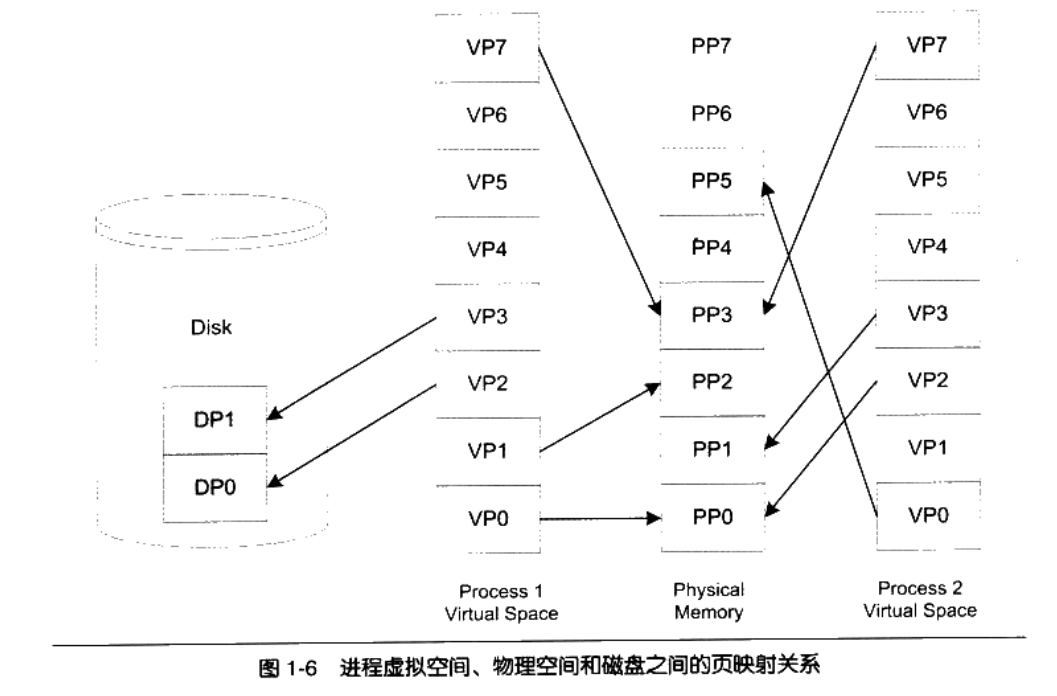 VP7 PP7 VP7
VP6 PP6 VP6
VP5 PP5 VP5
VP4 PP4 VP4
Disk VP3 PP3 VP3
VP2 PP2 VP2
DP1
VP1 PP1 VP1
DP0
VP0 PP0 VP0
Process 1 Physical Process 2
Virtual Space Memory Virtual Space
图 1-6 进程虚拟空间、物理空间和磁盘之间的页映射关系